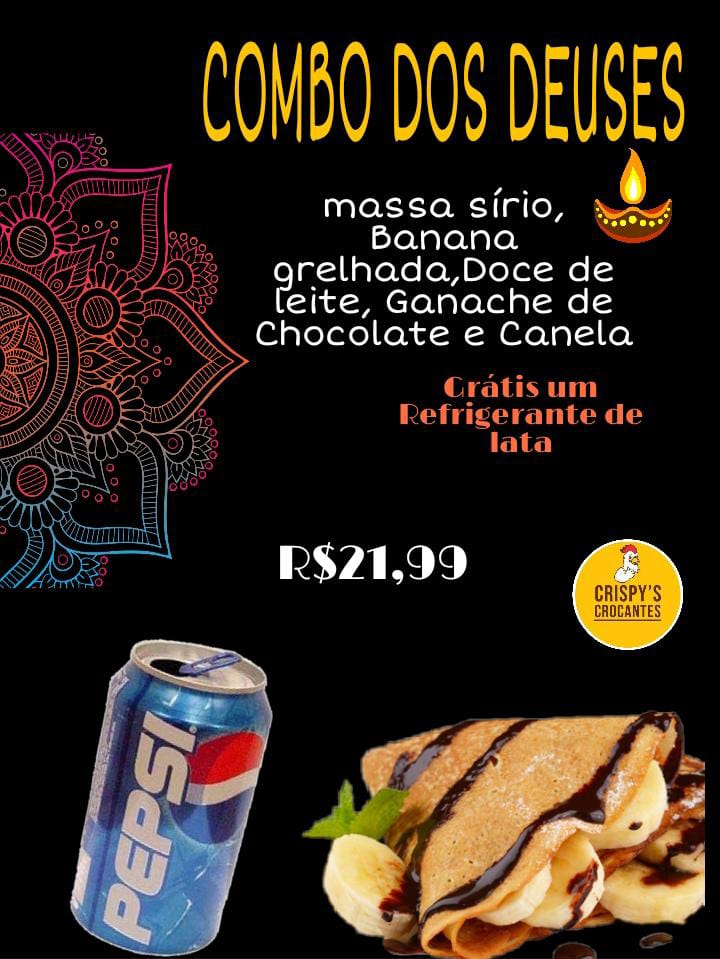 COMBO DOS DEUSES
massa sírio,
Banana
grelhada,Doce de
leite, Ganache de
Chocolate e Canela
Grátis um
Refrigerante de
lata
R$21,99
CRISPY'S
CROCANTES
PEPSI